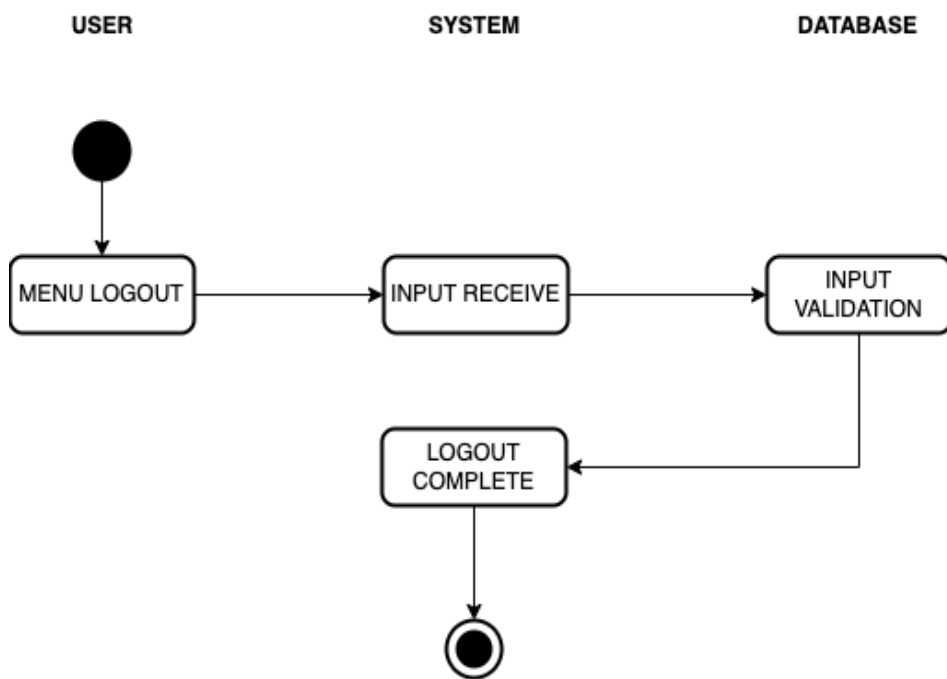 USER
SYSTEM
DATABASE
MENU LOGOUT
INPUT RECEIVE
INPUT
VALIDATION
LOGOUT
COMPLETE